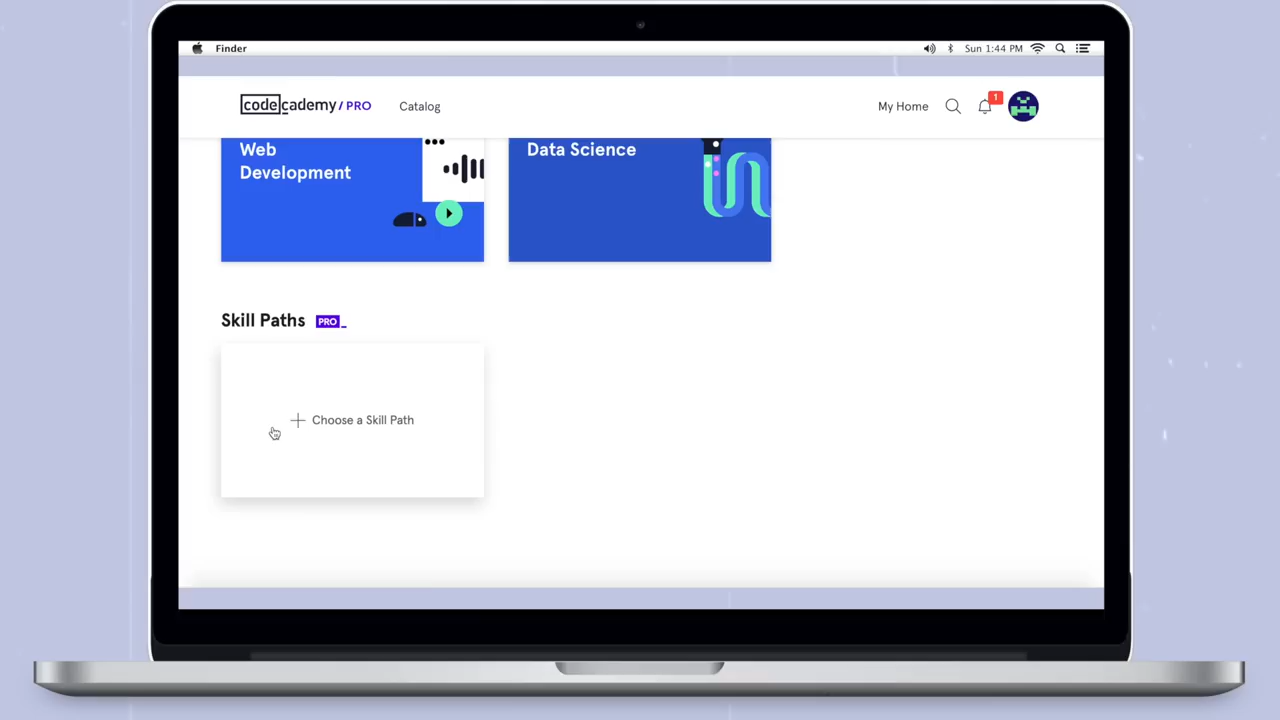 Finder
Sun 1:44 PM
codecademy / PRO
Catalog
My Home
1
Web
Development
Data Science
Skill Paths PRO_
Choose a Skill Path